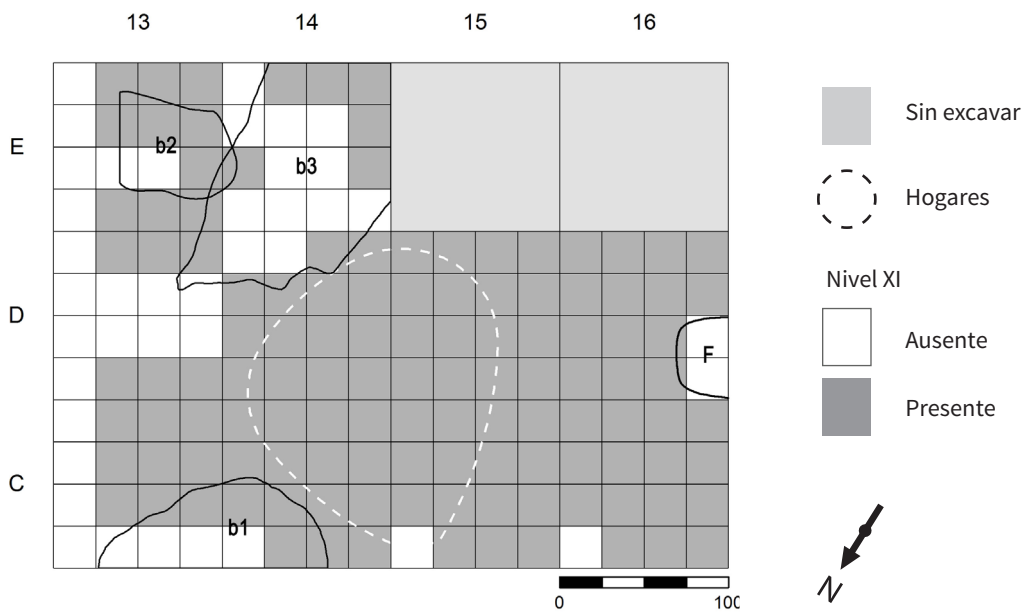 13 14 15 16
E
D
C
b2
b3
F
b1
Sin excavar
Hogares
Nivel XI
Ausente
Presente
N
0 100